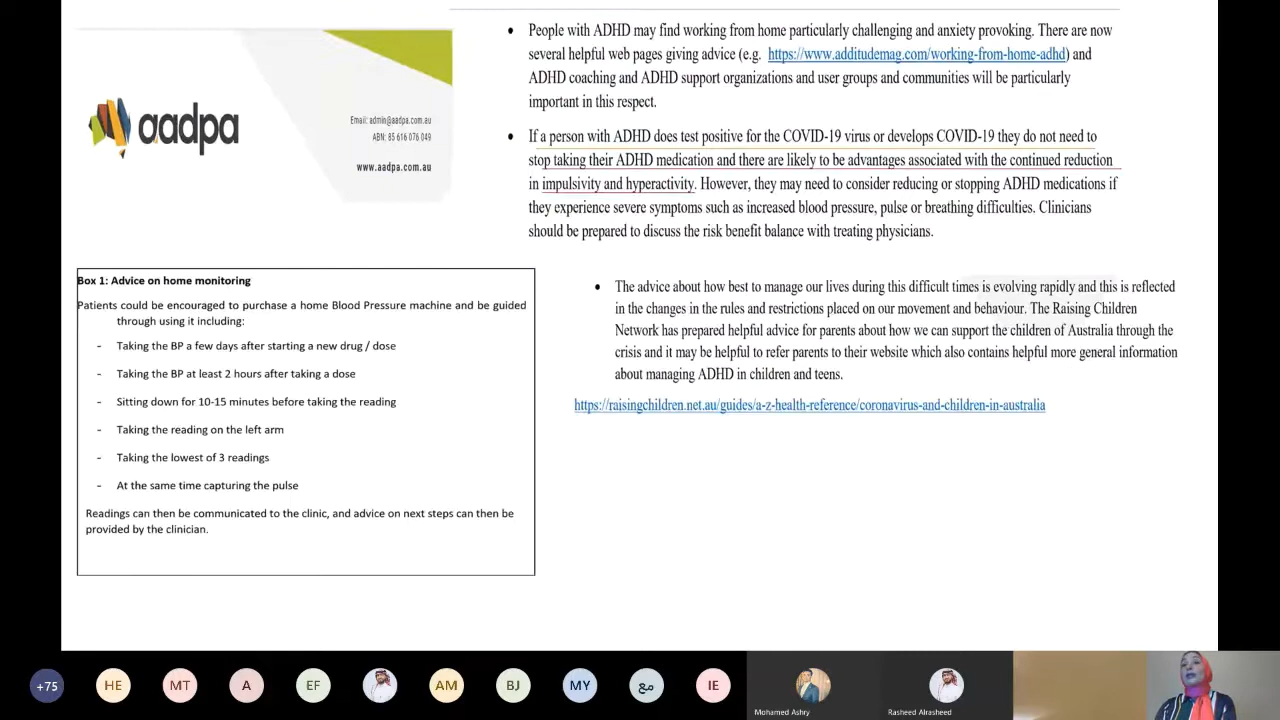 aadpa
Email: admin@aadpa.com.au
ABN: 85 616 076 049
www.aadpa.com.au
• People with ADHD may find working from home particularly challenging and anxiety provoking. There are now
several helpful web pages giving advice (e.g. https://www.additudemag.com/working-from-home-adhd) and
ADHD coaching and ADHD support organizations and user groups and communities will be particularly
important in this respect.
• If a person with ADHD does test positive for the COVID-19 virus or develops COVID-19 they do not need to
stop taking their ADHD medication and there are likely to be advantages associated with the continued reduction
in impulsivity and hyperactivity. However, they may need to consider reducing or stopping ADHD medications if
they experience severe symptoms such as increased blood pressure, pulse or breathing difficulties. Clinicians
should be prepared to discuss the risk benefit balance with treating physicians.
Box 1: Advice on home monitoring
Patients could be encouraged to purchase a home Blood Pressure machine and be guided
through using it including:
- Taking the BP a few days after starting a new drug / dose
- Taking the BP at least 2 hours after taking a dose
- Sitting down for 10-15 minutes before taking the reading
- Taking the reading on the left arm
- Taking the lowest of 3 readings
- At the same time capturing the pulse
Readings can then be communicated to the clinic, and advice on next steps can then be
provided by the clinician.
• The advice about how best to manage our lives during this difficult times is evolving rapidly and this is reflected
in the changes in the rules and restrictions placed on our movement and behaviour. The Raising Children
Network has prepared helpful advice for parents about how we can support the children of Australia through the
crisis and it may be helpful to refer parents to their website which also contains helpful more general information
about managing ADHD in children and teens.
https://raisingchildren.net.au/guides/a-z-health-reference/coronavirus-and-children-in-australia
+75
HE
MT
A
EF
AM
BJ
MY
مع
IE
Mohamed Ashry
Rasheed Alrasheed